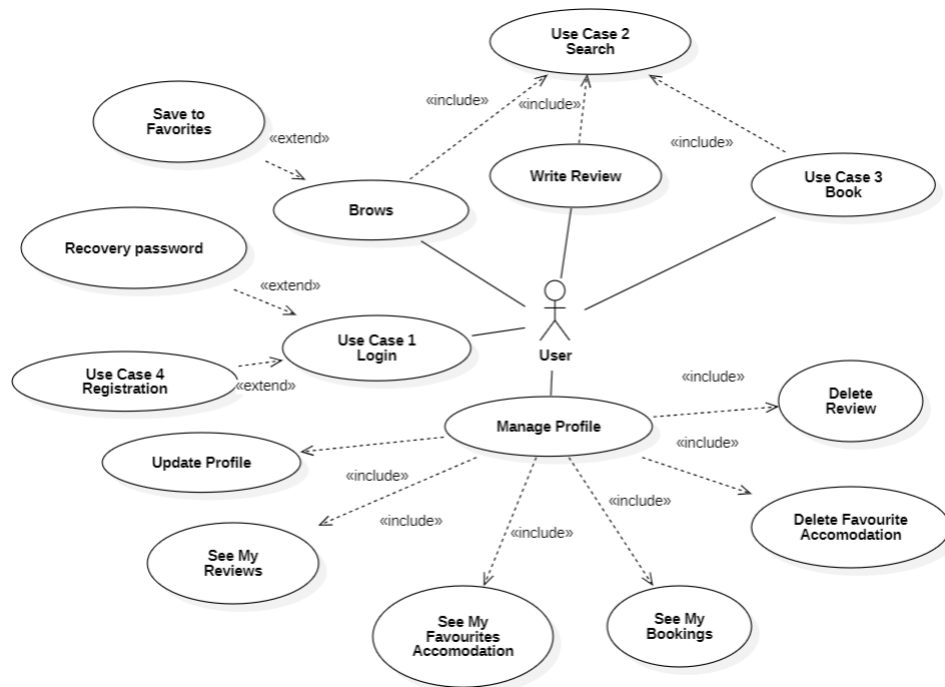 Use Case 2
Search
«include»
«include»
«include»
Save to
Favorites
«extend»
Brows
Write Review
Use Case 3
Book
Recovery password
«extend»
Use Case 1
Login
User
Use Case 4
Registration
«extend»
Manage Profile
«include»
Delete
Review
Update Profile
«include»
«include»
Delete Favourite
Accomodation
«include»
«include»
«include»
See My
Reviews
See My
Favourites
Accomodation
See My
Bookings